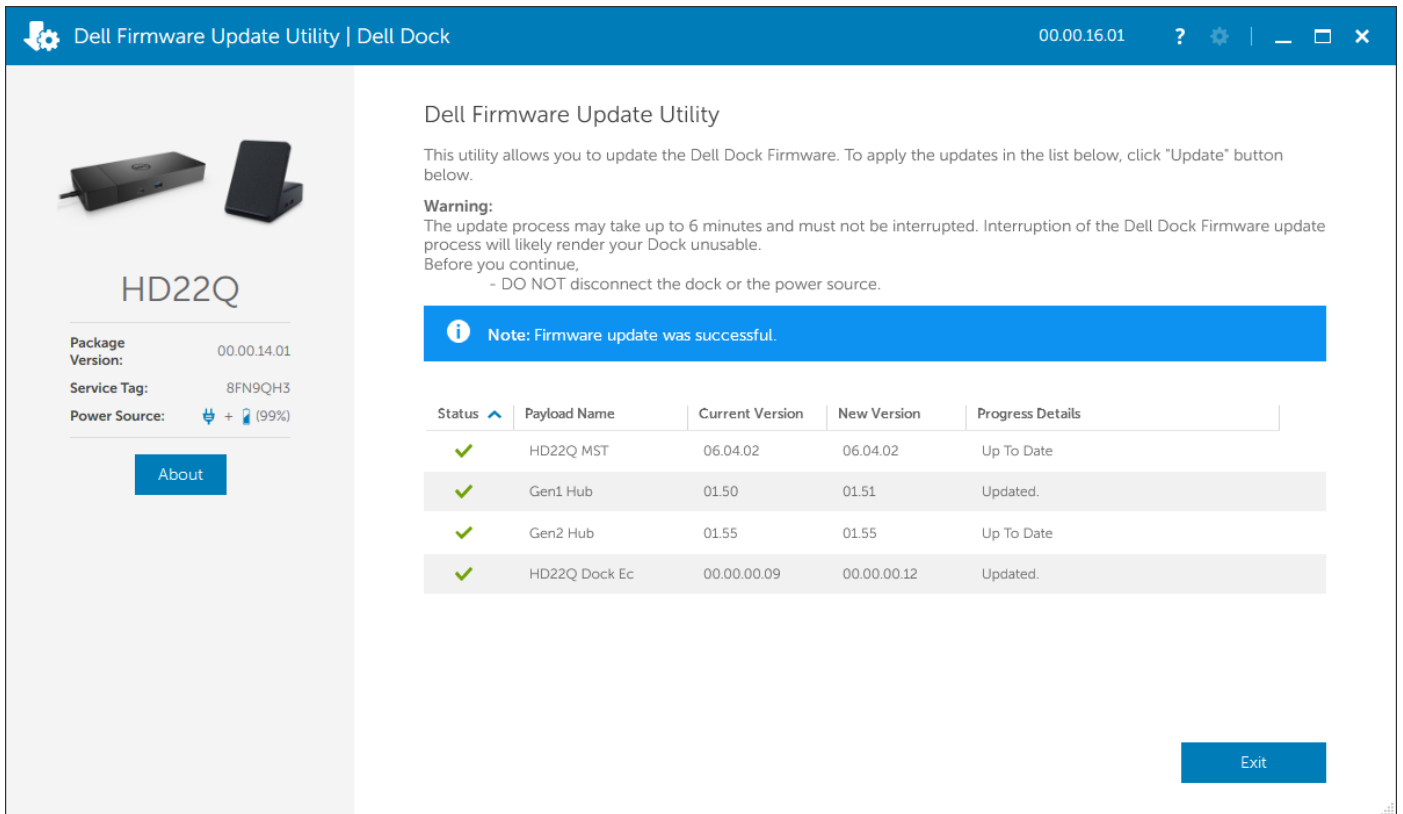 Dell Firmware Update Utility | Dell Dock
00.00.16.01
?
HD22Q
Package
Version:
00.00.14.01
Service Tag: 8FN9QH3
Power Source: + (99%)
About
Dell Firmware Update Utility
This utility allows you to update the Dell Dock Firmware. To apply the updates in the list below, click "Update" button
below.
Warning:
The update process may take up to 6 minutes and must not be interrupted. Interruption of the Dell Dock Firmware update
process will likely render your Dock unusable.
Before you continue,
- DO NOT disconnect the dock or the power source.
Note: Firmware update was successful.
Status Payload Name Current Version New Version Progress Details
HD22Q MST 06.04.02 06.04.02 Up To Date
Gen1 Hub 01.50 01.51 Updated.
Gen2 Hub 01.55 01.55 Up To Date
HD22Q Dock Ec 00.00.00.09 00.00.00.12 Updated.
Exit